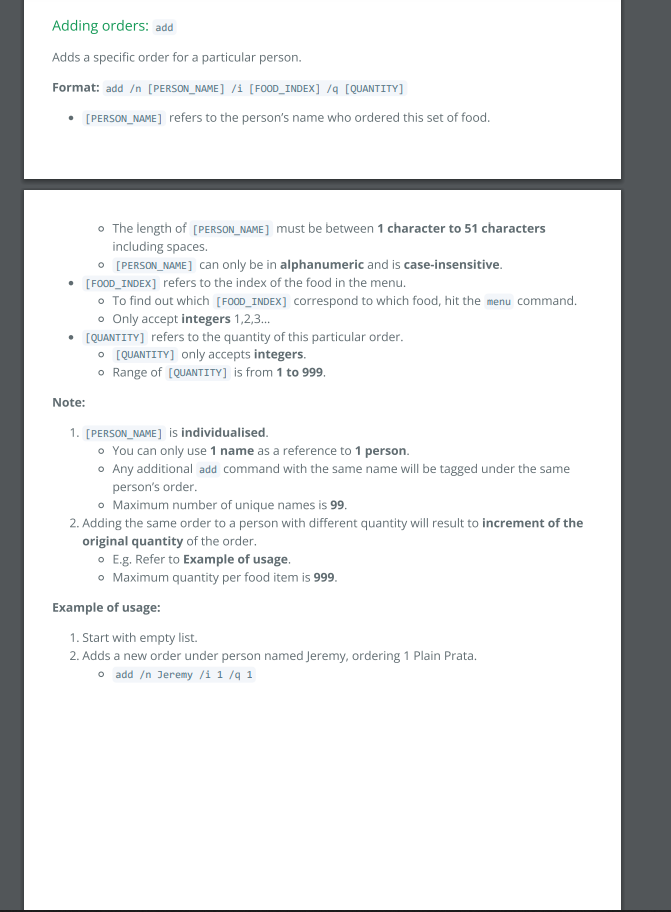 Adding orders: add
Adds a specific order for a particular person.
Format: add /n [PERSON_NAME] /i [FOOD_INDEX] /q [QUANTITY]
• [PERSON_NAME] refers to the person's name who ordered this set of food.
○ The length of [PERSON_NAME] must be between 1 character to 51 characters
including spaces.
○ [PERSON_NAME] can only be in alphanumeric and is case-insensitive.
• [FOOD_INDEX] refers to the index of the food in the menu.
○ To find out which [FOOD_INDEX] correspond to which food, hit the menu command.
○ Only accept integers 1,2,3...
• [QUANTITY] refers to the quantity of this particular order.
○ [QUANTITY] only accepts integers.
○ Range of [QUANTITY] is from 1 to 999.
Note:
1. [PERSON_NAME] is individualised.
○ You can only use 1 name as a reference to 1 person.
○ Any additional add command with the same name will be tagged under the same
person's order.
○ Maximum number of unique names is 99.
2. Adding the same order to a person with different quantity will result to increment of the
original quantity of the order.
○ E.g. Refer to Example of usage.
○ Maximum quantity per food item is 999.
Example of usage:
1. Start with empty list.
2. Adds a new order under person named Jeremy, ordering 1 Plain Prata.
○ add /n Jeremy /i 1 /q 1